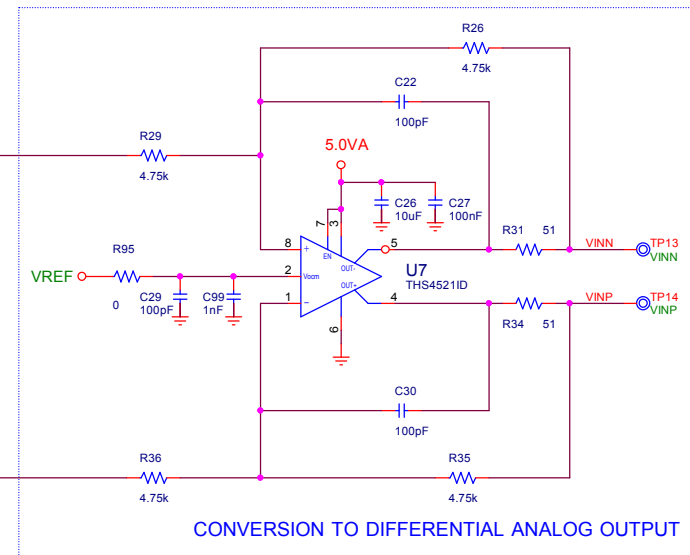 R26
4.75k
C22
100pF
R29
4.75k
5.0VA
C26
10uF
C27
100nF
7
3
EN
8
+
5
R31 51
VINN
TP13
VINN
OUT-
U7
THS4521ID
VREF
R95
0
2
Vocm
C29
100pF
C99
1nF
OUT+
1
−
4
R34 51
VINP
TP14
VINP
6
C30
100pF
R36
4.75k
R35
4.75k
CONVERSION TO DIFFERENTIAL ANALOG OUTPUT